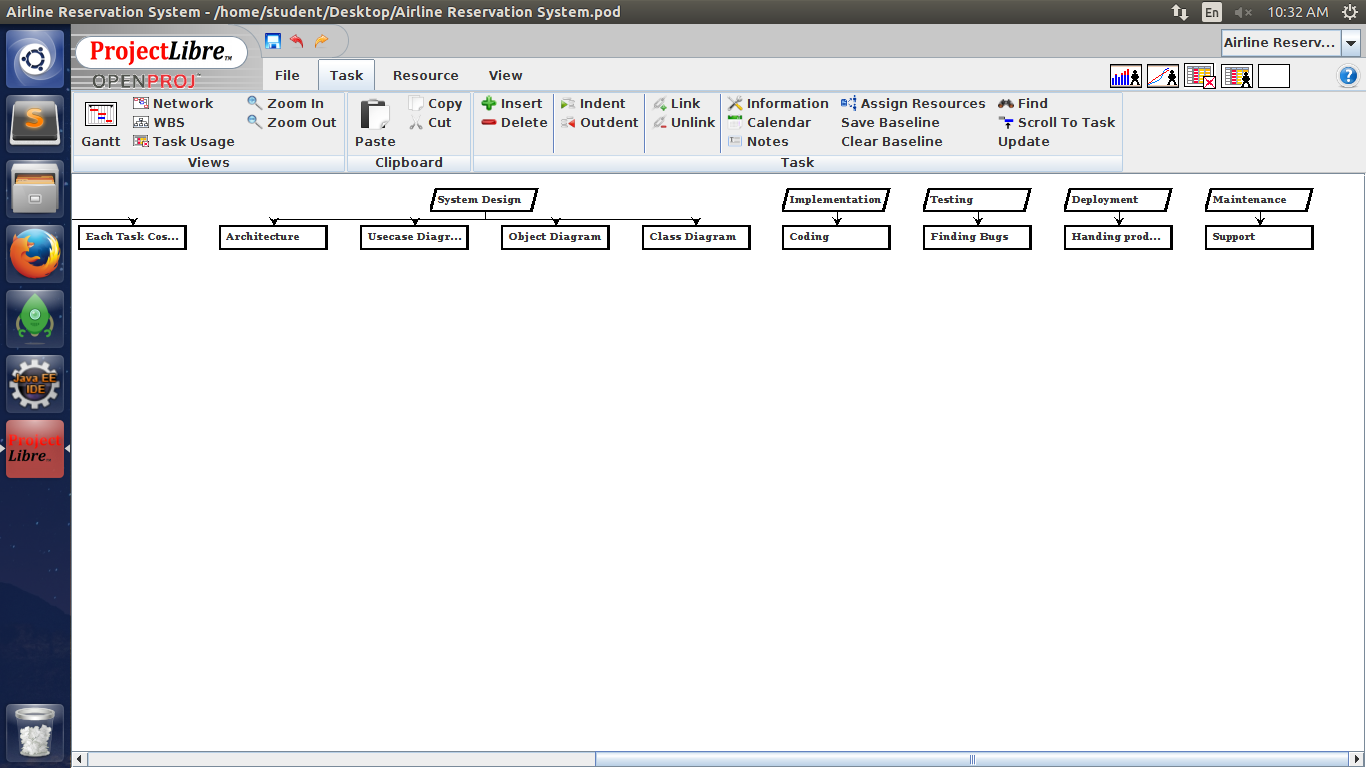 Airline Reservation System - /home/student/Desktop/Airline Reservation System.pod
En
10:32 AM
ProjectLibre™
OPENPROJ
Airline Reserv...
File Task Resource View
Gantt
Network
WBS
Task Usage
Zoom In
Zoom Out
Views
Paste
Copy
Cut
Clipboard
Insert
Delete
Indent
Outdent
Link
Unlink
Information
Calendar
Notes
Assign Resources
Save Baseline
Clear Baseline
Find
Scroll To Task
Update
Task
System Design Implementation Testing Deployment Maintenance
Each Task Cos... Architecture Usecase Diagr... Object Diagram Class Diagram Coding Finding Bugs Handing prod... Support
S
Java EE
IDE
Project
Libre™